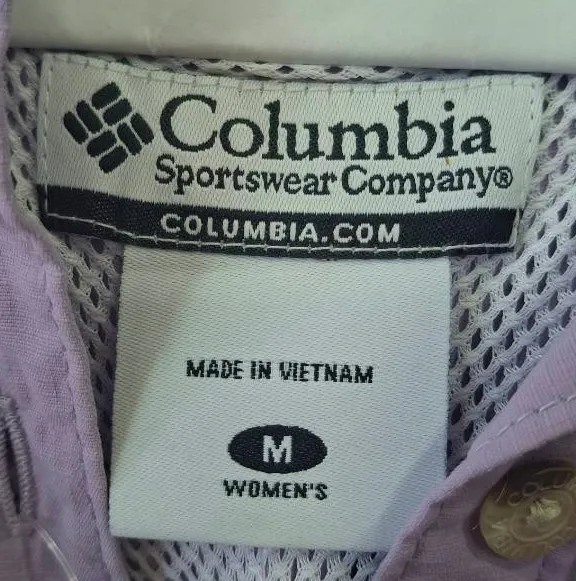 Columbia
Sportswear Company®
COLUMBIA.COM
MADE IN VIETNAM
M
WOMEN'S